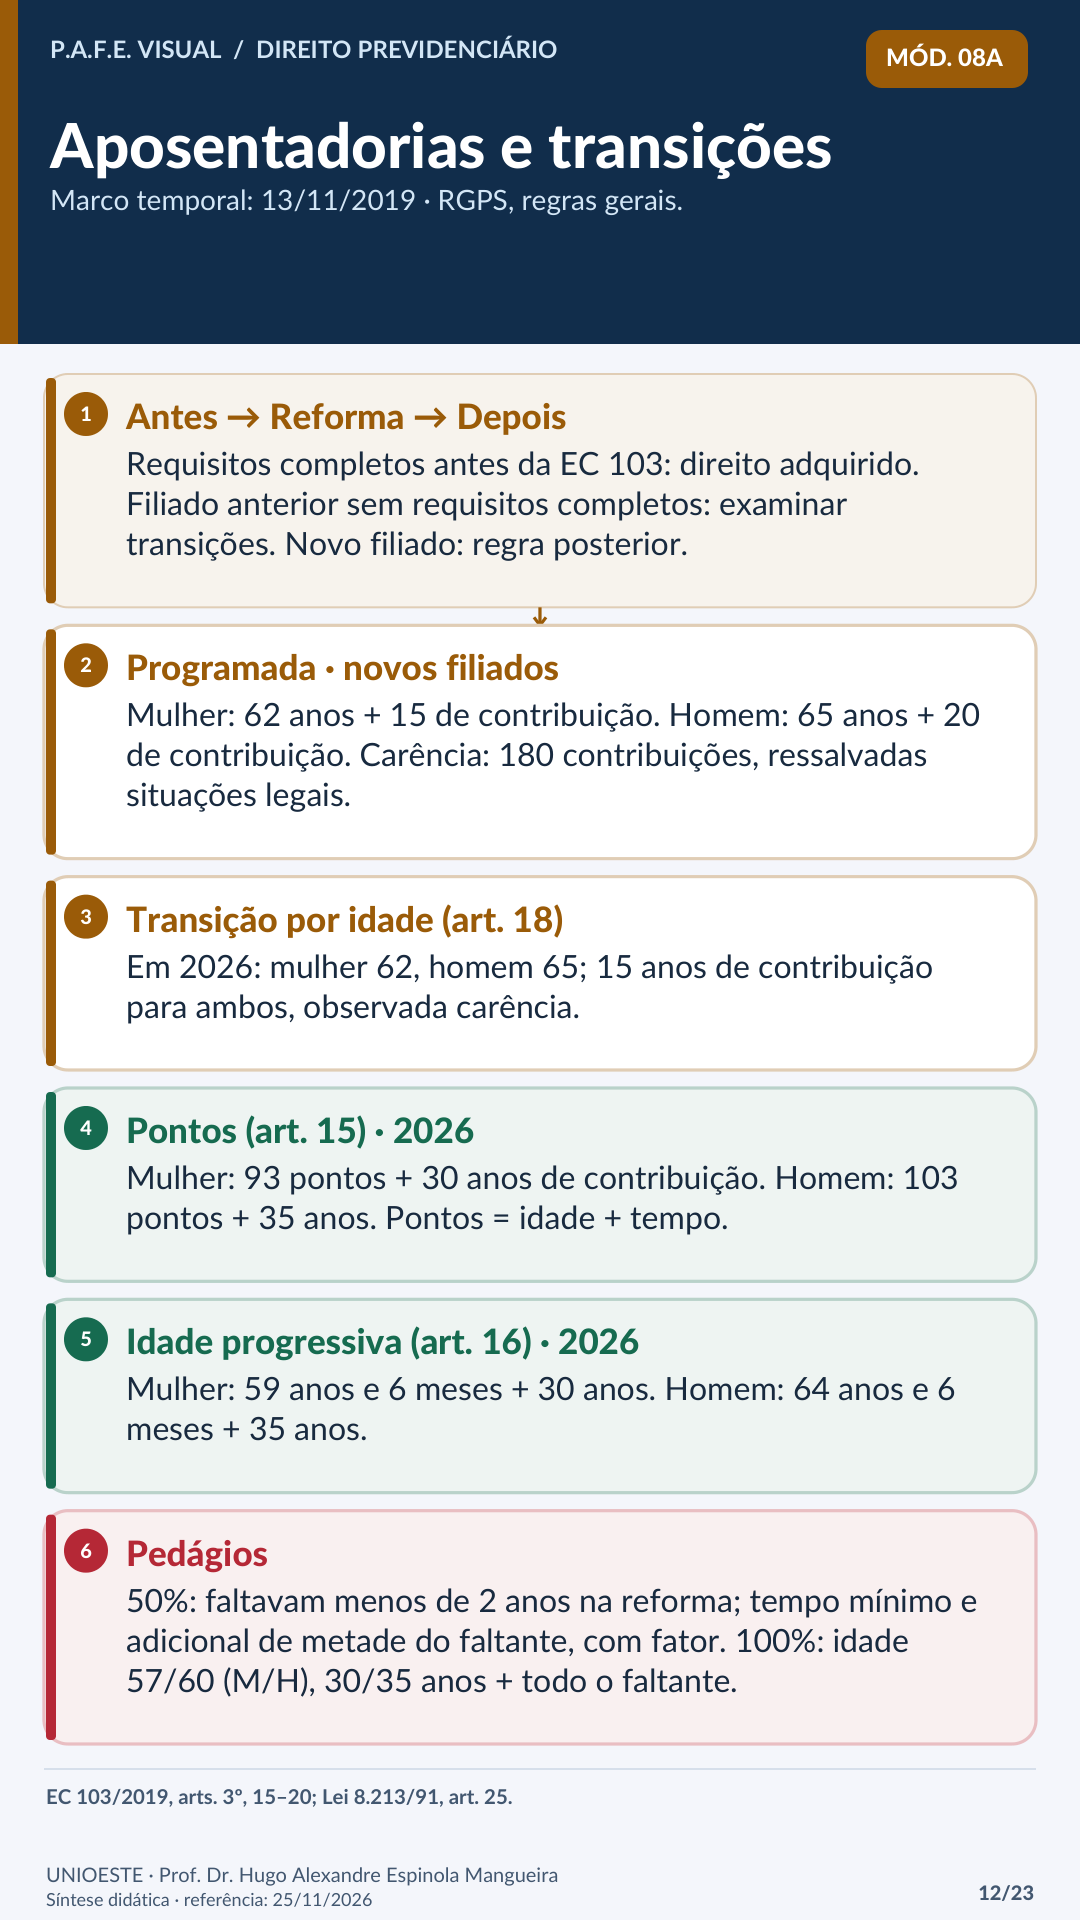 P.A.F.E. VISUAL / DIREITO PREVIDENCIÁRIO
MÓD. 08A
Aposentadorias e transições
Marco temporal: 13/11/2019 · RGPS, regras gerais.
1 Antes → Reforma → Depois
Requisitos completos antes da EC 103: direito adquirido.
Filiado anterior sem requisitos completos: examinar
transições. Novo filiado: regra posterior.
↓
2 Programada · novos filiados
Mulher: 62 anos + 15 de contribuição. Homem: 65 anos + 20
de contribuição. Carência: 180 contribuições, ressalvadas
situações legais.
3 Transição por idade (art. 18)
Em 2026: mulher 62, homem 65; 15 anos de contribuição
para ambos, observada carência.
4 Pontos (art. 15) · 2026
Mulher: 93 pontos + 30 anos de contribuição. Homem: 103
pontos + 35 anos. Pontos = idade + tempo.
5 Idade progressiva (art. 16) · 2026
Mulher: 59 anos e 6 meses + 30 anos. Homem: 64 anos e 6
meses + 35 anos.
6 Pedágios
50%: faltavam menos de 2 anos na reforma; tempo mínimo e
adicional de metade do faltante, com fator. 100%: idade
57/60 (M/H), 30/35 anos + todo o faltante.
EC 103/2019, arts. 3º, 15–20; Lei 8.213/91, art. 25.
UNIOESTE · Prof. Dr. Hugo Alexandre Espinola Mangueira
Síntese didática · referência: 25/11/2026
12/23